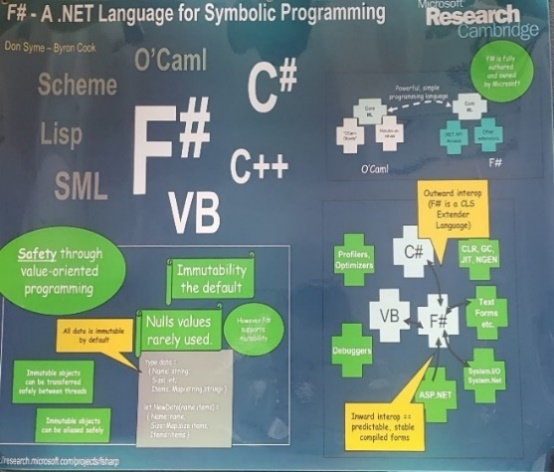 F# - A .NET Language for Symbolic Programming
Microsoft
Research
Cambridge
Don Syme – Byron Cook
O'Caml
Scheme
C#
F#
Lisp
C++
SML
VB
F# is fully
authored
and owned
by Microsoft
Powerful, simple
programming language
Core
ML
Core
ML
.NET API
Access
Other
O'Caml
F#
Outward interop
(F# is a CLS
Extender
Language)
Safety through
value-oriented
programming
Immutability
the default
Profilers,
Optimizers
C#
CLR, GC,
JIT, NGEN
All data is immutable
by default
Nulls values
rarely used.
However F#
supports
mutability
VB
F#
Text
Forms
etc.
Debuggers
Immutable objects
can be transferred
safely between threads
type data =
{ Name: string;
Size: int;
Items: Map<string,string> }
let NewData(name,items) =
{ Name=name;
Size=Map.size items;
Items=items }
System.I/O
System.Net
ASP.NET
Immutable objects
can be aliased safely
Inward interop ==
predictable, stable
compiled forms
/research.microsoft.com/projects/fsharp